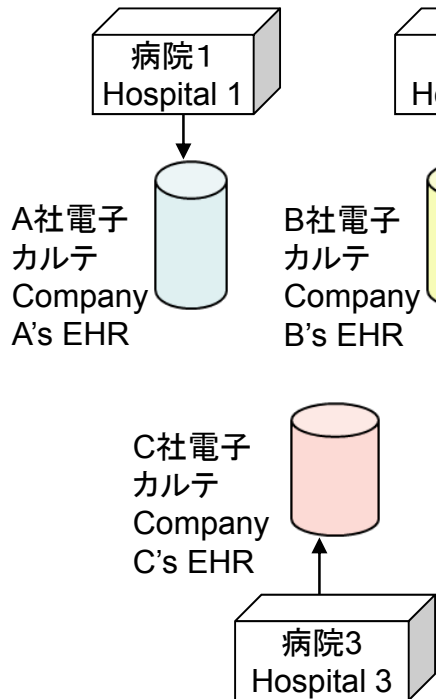 病院１
Hospital 1
A社電子
カルテ
Company
A's EHR
B社電子
カルテ
Company
B's EHR
C社電子
カルテ
Company
C's EHR
病院3
Hospital 3